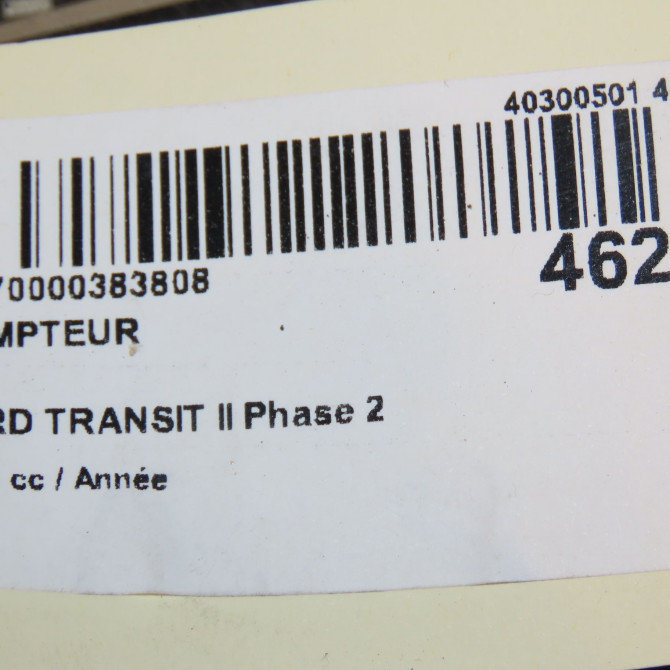 40300501 4
462
70000383808
MPTEUR
RD TRANSIT II Phase 2
cc / Année